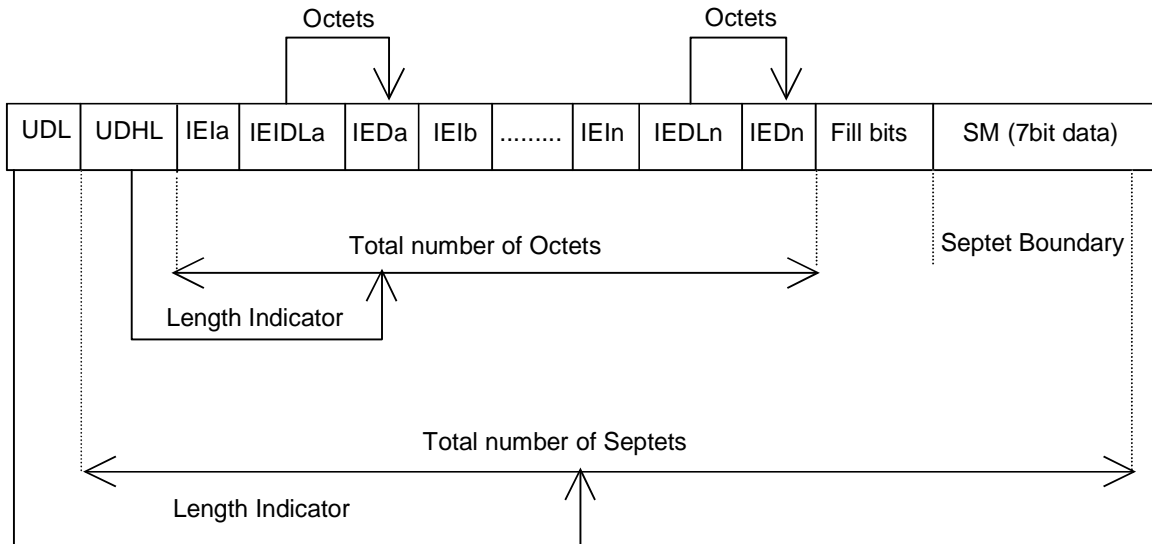 Octets Octets
UDL UDHL IEIa IEIDLa IEDa IEIb ......... IEIn IEDLn IEDn Fill bits SM (7bit data)
Total number of Octets
Septet Boundary
Length Indicator
Total number of Septets
Length Indicator